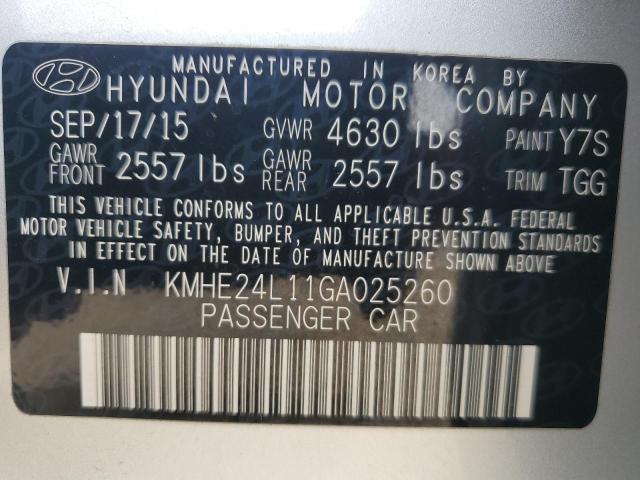 MANUFACTURED IN KOREA BY
HYUNDAI MOTOR COMPANY
SEP/17/15 GVWR 4630 lbs PAINT Y7S
GAWR FRONT 2557 lbs GAWR REAR 2557 lbs TRIM TGG
THIS VEHICLE CONFORMS TO ALL APPLICABLE U.S.A. FEDERAL
MOTOR VEHICLE SAFETY, BUMPER, AND THEFT PREVENTION STANDARDS
IN EFFECT ON THE DATE OF MANUFACTURE SHOWN ABOVE.
V.I.N KMHE24L11GA025260
PASSENGER CAR